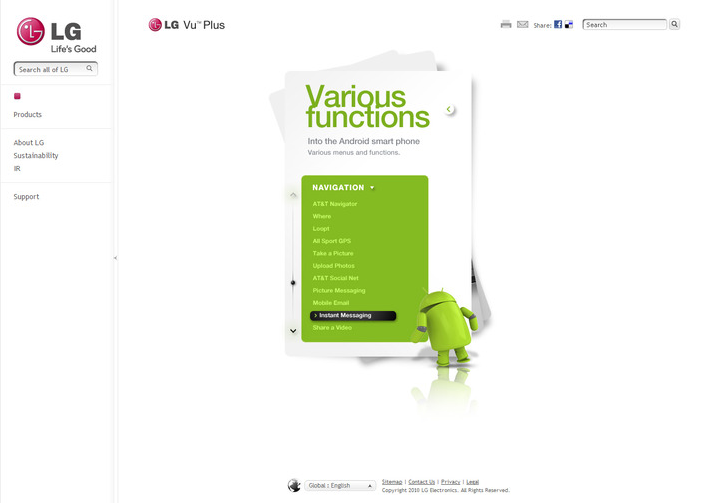 LG
Life's Good
Search all of LG
Products
About LG
Sustainability
IR
Support
LG Vu™ Plus
Share:
Search
Various
functions
Into the Android smart phone
Various menus and functions.
NAVIGATION
AT&T Navigator
Where
Loopt
All Sport GPS
Take a Picture
Upload Photos
AT&T Social Net
Picture Messaging
Mobile Email
Instant Messaging
Share a Video
Global : English
Sitemap | Contact Us | Privacy | Legal
Copyright 2010 LG Electronics. All Rights Reserved.